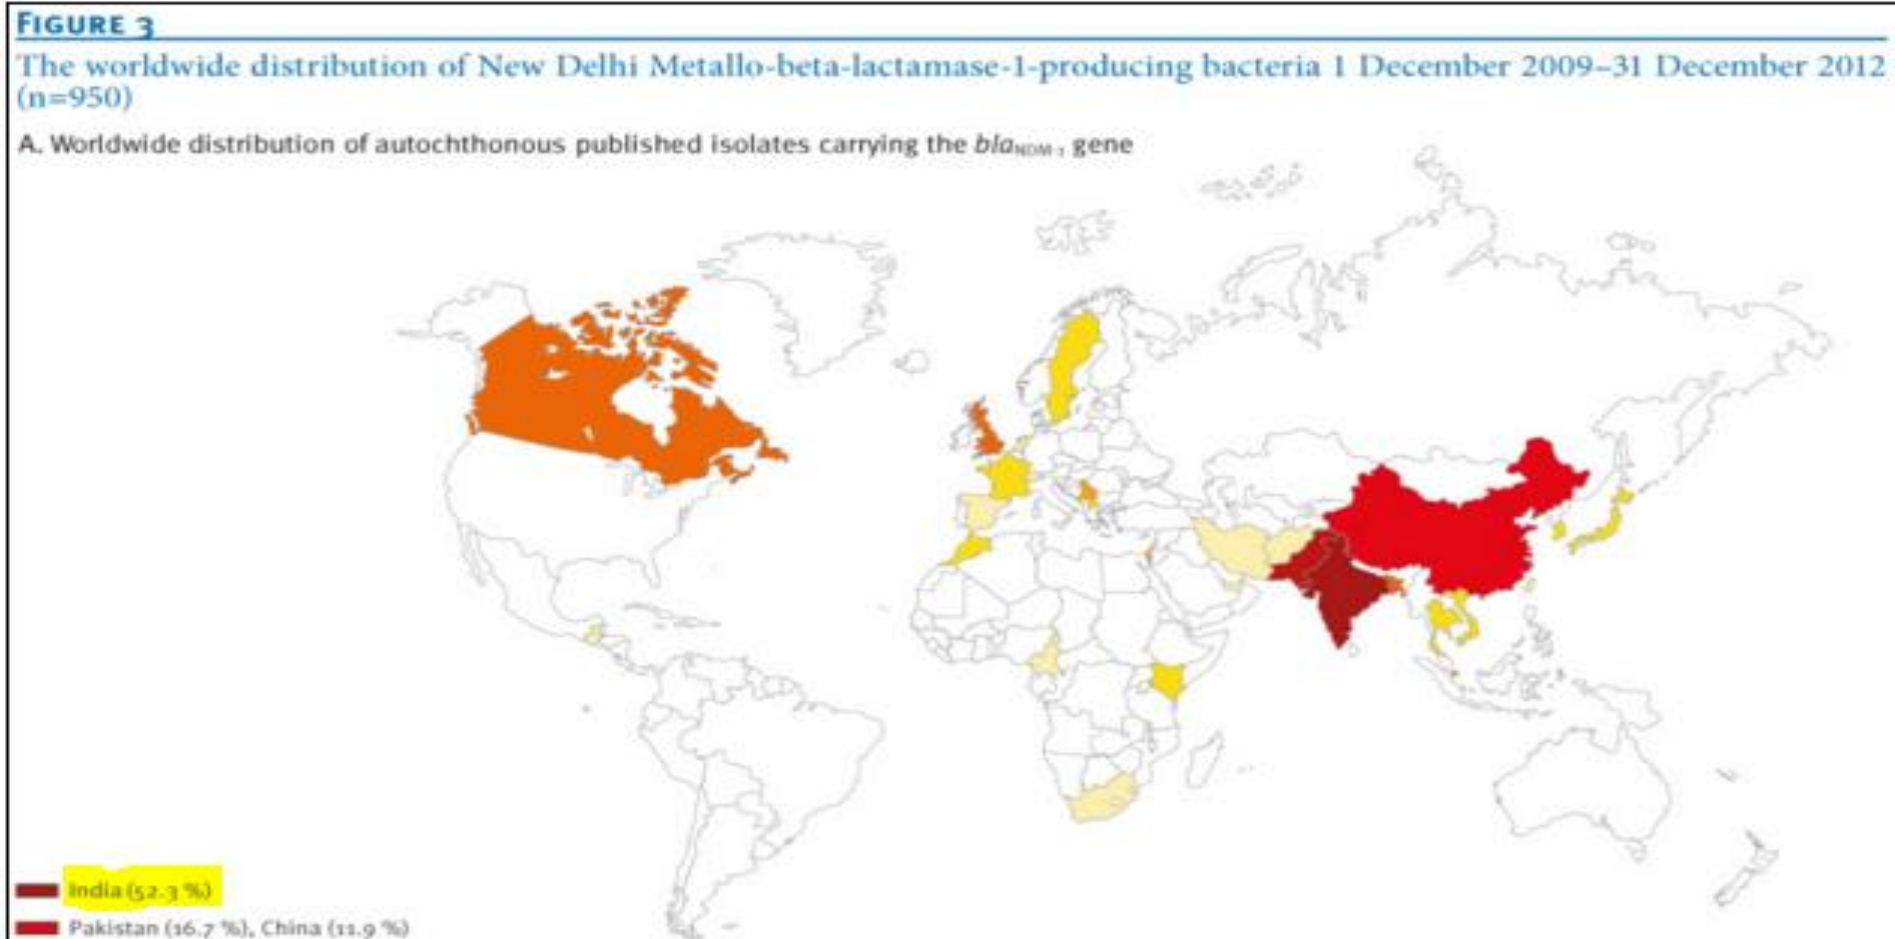 FIGURE 3
The worldwide distribution of New Delhi Metallo-beta-lactamase-1-producing bacteria 1 December 2009–31 December 2012
(n=950)
A. Worldwide distribution of autochthonous published isolates carrying the blaNDM-1 gene
India (52.3 %)
Pakistan (16.7 %), China (11.9 %)